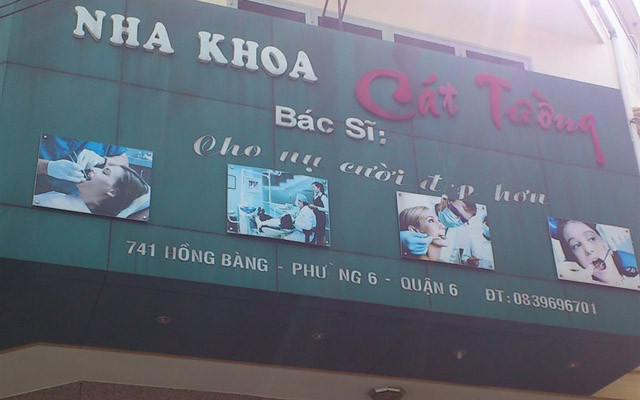 NHA KHOA Cát Tường
Bác Sĩ:
Cho nụ cười đẹp hơn
741 HỒNG BÀNG - PHƯ NG 6 - QUẬN 6 ĐT: 0839696701